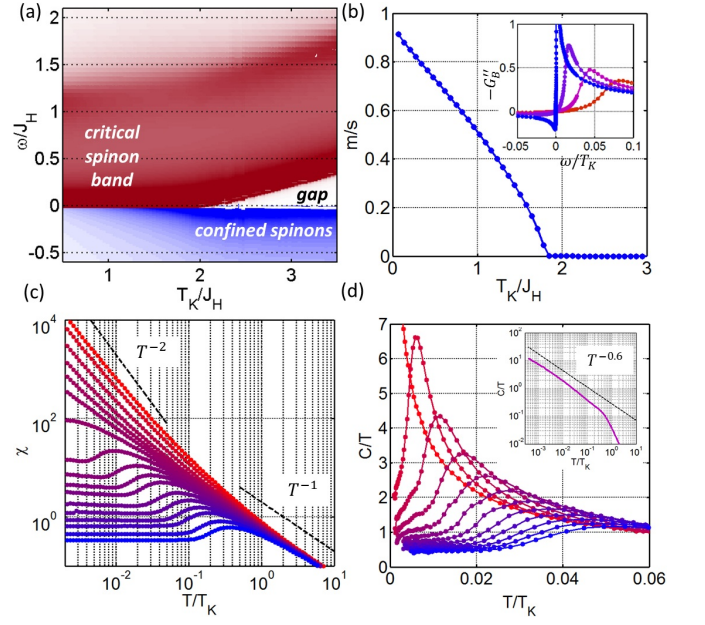 (a)
2
1.5
1
0.5
0
-0.5
ω/J_H
critical
spinon
band
gap
confined spinons
1
2
3
T_K/J_H
(b)
1
0.8
0.6
0.4
0.2
0
m/s
0
1
2
3
T_K/J_H
1
0.5
0
-G''_B
-0.05
0
0.05
0.1
ω/T_K
(c)
10^4
10^2
10^0
χ
T^-2
T^-1
10^-2
10^-1
10^0
10^1
T/T_K
(d)
7
6
5
4
3
2
1
0
C/T
0
0.02
0.04
0.06
T/T_K
10^2
10^1
10^0
10^-1
10^-2
C/T
T^-0.6
10^-3
10^-2
10^-1
10^0
10^1
T/T_K